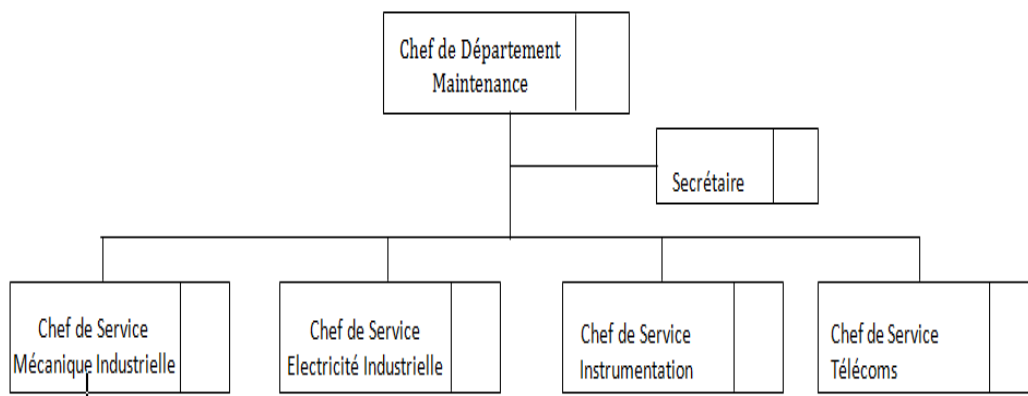 Chef de Département
Maintenance
Secrétaire
Chef de Service
Mécanique Industrielle
Chef de Service
Electricité Industrielle
Chef de Service
Instrumentation
Chef de Service
Télécoms